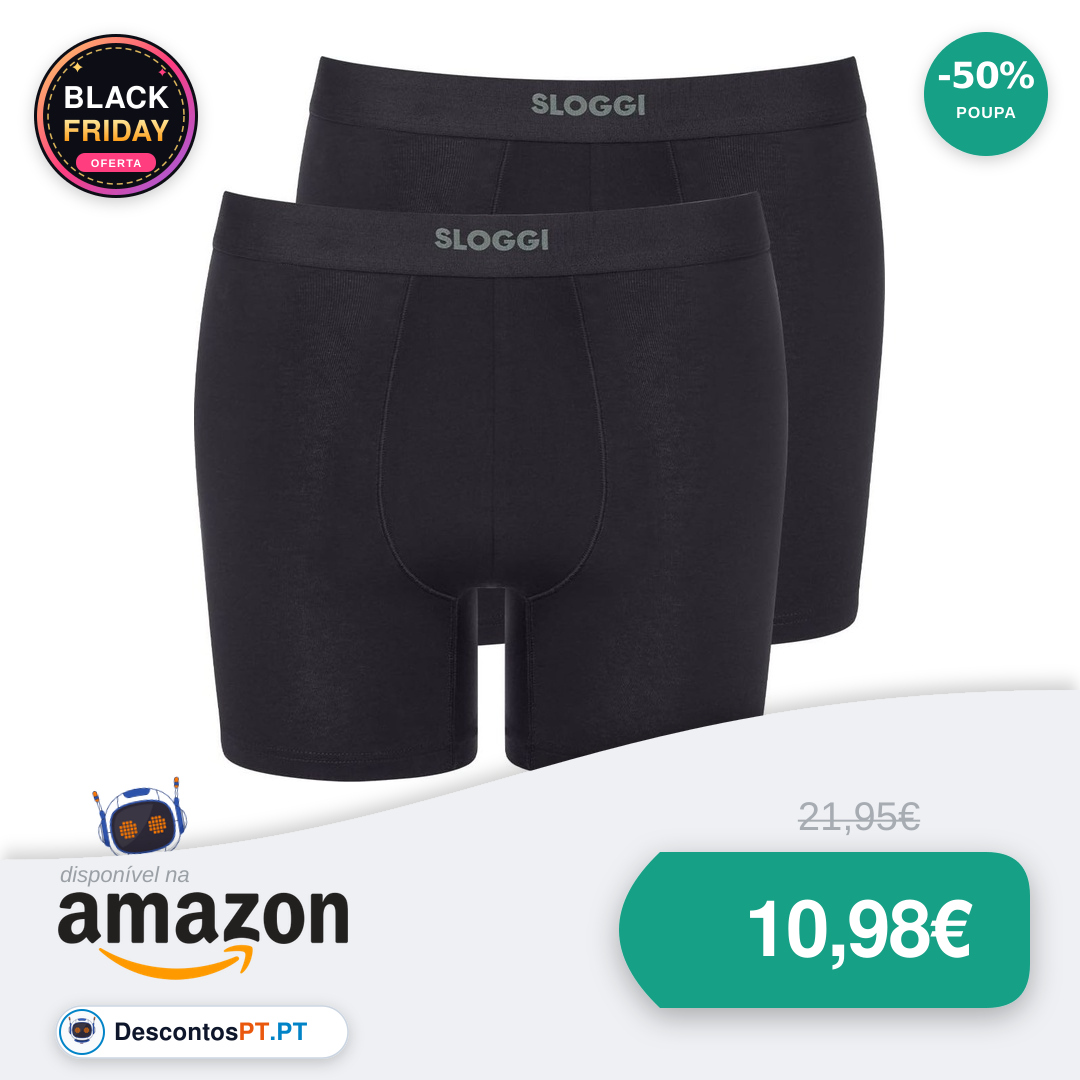 BLACK
FRIDAY
OFERTA
-50%
POUPA
SLOGGI
SLOGGI
21,95€
disponível na
amazon
10,98€
DescontosPT.PT